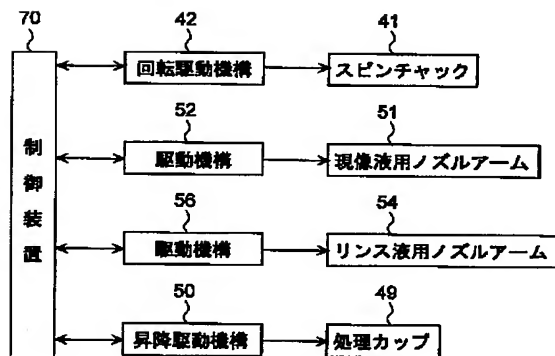 70
42
41
回転駆動機構
スピンチャック
52
51
駆動機構
現像液用ノズルアーム
制御装置
56
54
駆動機構
リンス液用ノズルアーム
50
49
昇降駆動機構
処理カップ